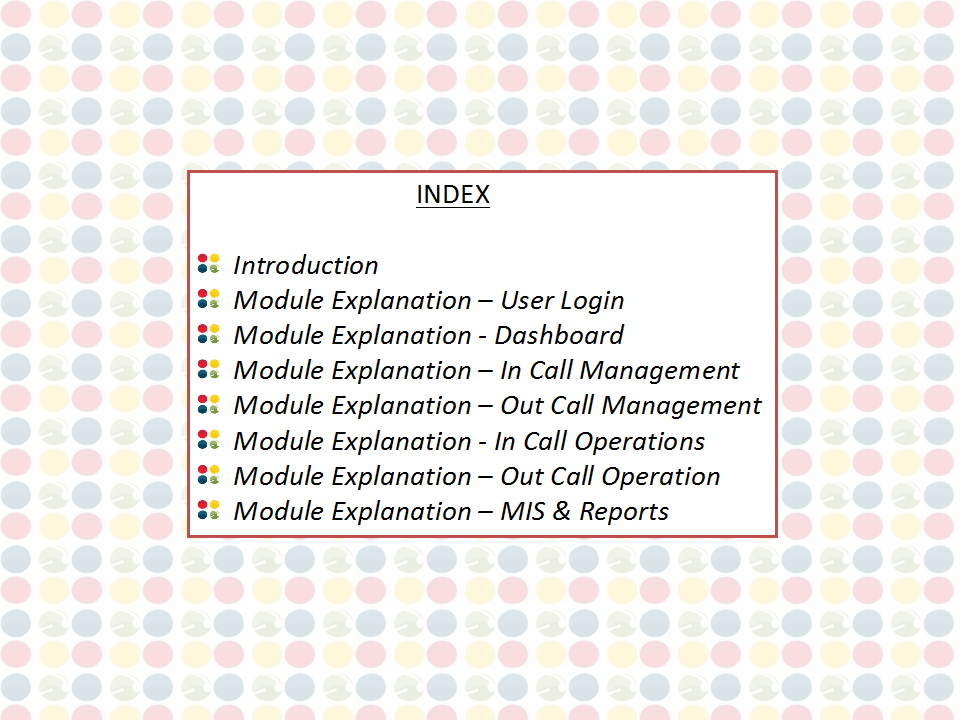 INDEX
Introduction
Module Explanation – User Login
Module Explanation - Dashboard
Module Explanation – In Call Management
Module Explanation – Out Call Management
Module Explanation - In Call Operations
Module Explanation – Out Call Operation
Module Explanation – MIS & Reports